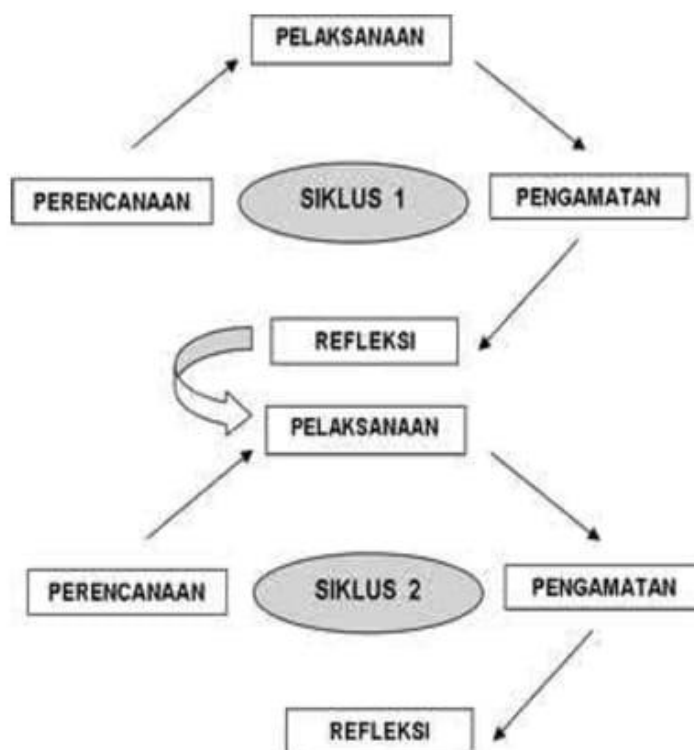 PELAKSANAAN
PERENCANAAN
SIKLUS 1
PENGAMATAN
REFLEKSI
PELAKSANAAN
PERENCANAAN
SIKLUS 2
PENGAMATAN
REFLEKSI